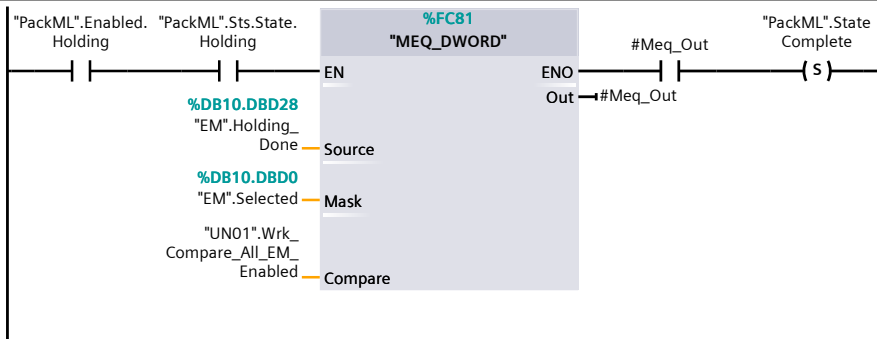 "PackML".Enabled.
Holding
"PackML".Sts.State.
Holding
%FC81
"MEQ_DWORD"
#Meq_Out
"PackML".State
Complete
S
EN
ENO
Out
#Meq_Out
%DB10.DBD28
"EM".Holding_
Done
Source
%DB10.DBD0
"EM".Selected
Mask
"UN01".Wrk_
Compare_All_EM_
Enabled
Compare